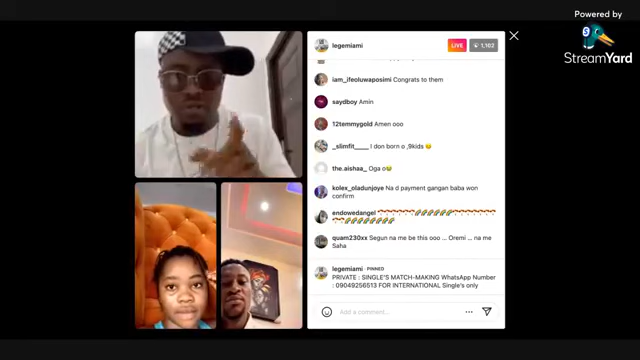 Powered by
StreamYard
legemiami
LIVE
1,102
iam_ifeoluwaposimi Congrats to them
saydboy Amin
12temmygold Amen ooo
_slimfit_____ I don born o ,9kids
the.aishaa_ Oga o
kolex_oladunjoye Na d payment gangan baba won
confirm
endowedangel
quam230xx Segun na me be this ooo ... Oremi ... na me
Saha
legemiami PINNED
PRIVATE : SINGLE'S MATCH-MAKING WhatsApp Number
: 09049256513 FOR INTERNATIONAL Single's only
Add a comment...